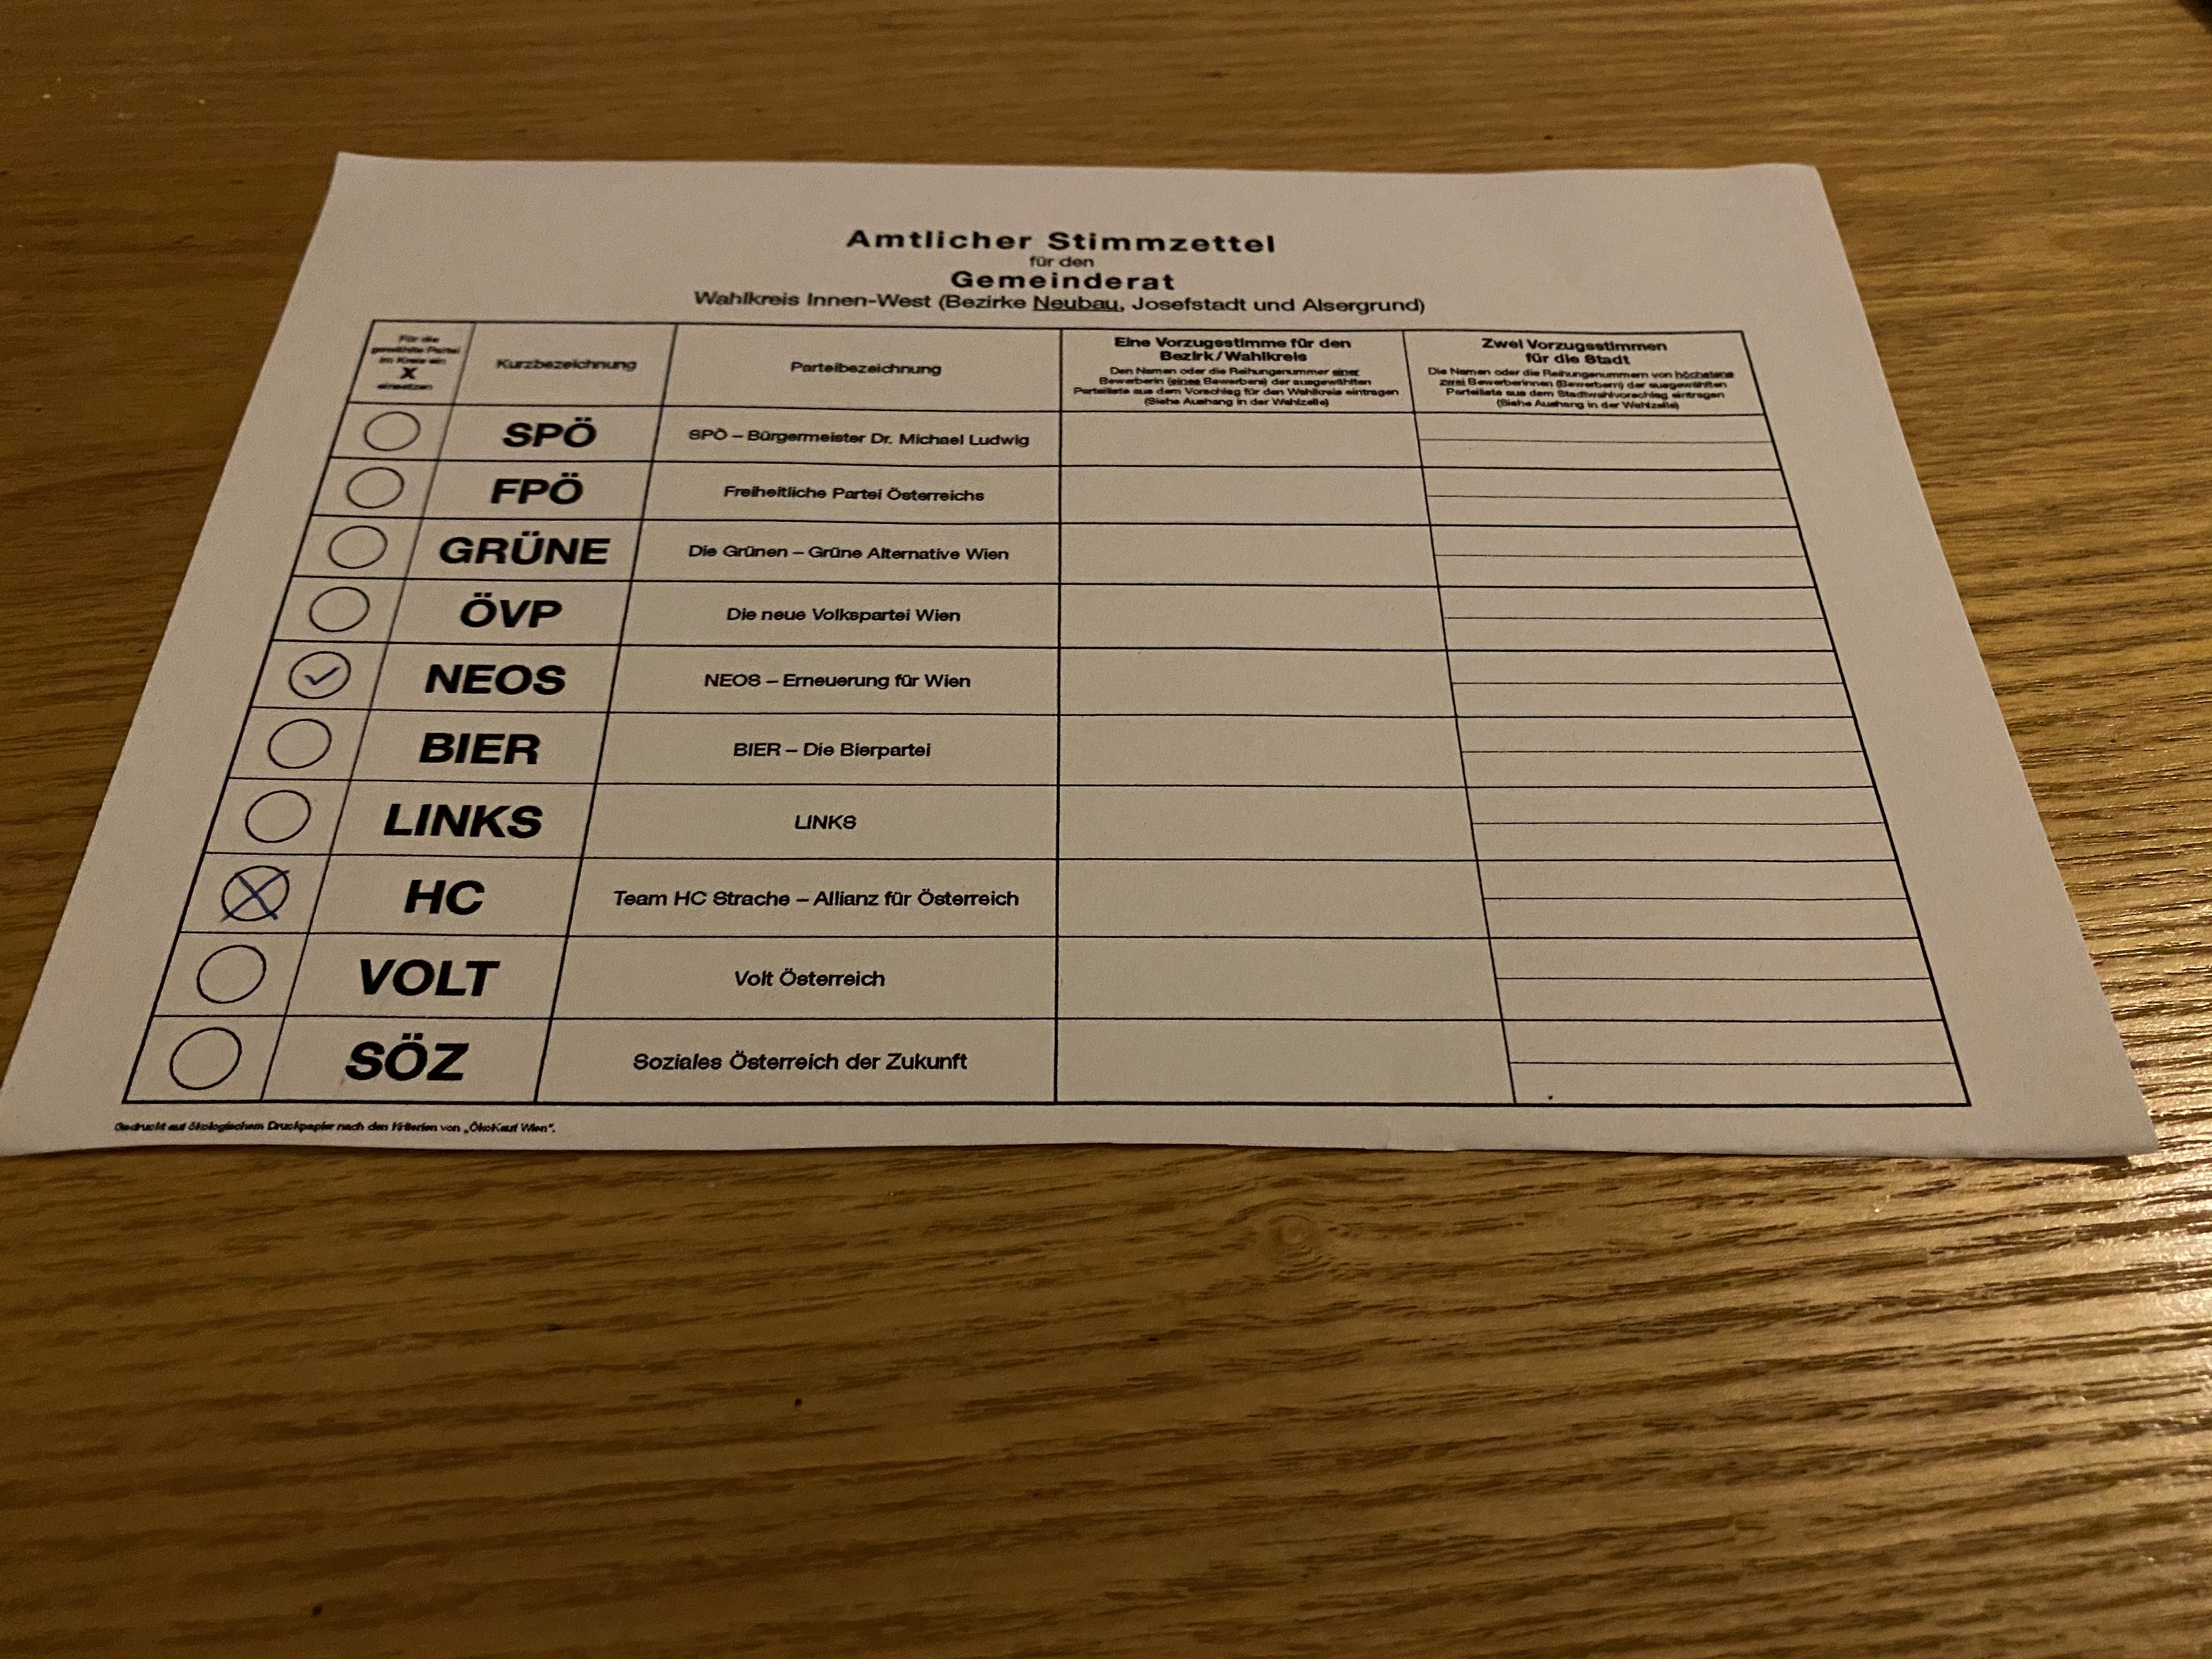 Amtlicher Stimmzettel
für den
Gemeinderat
Wahlkreis Innen-West (Bezirke Neubau, Josefstadt und Alsergrund)
Für die
gewählte Partei
im Kreis ein
X
einsetzen
Kurzbezeichnung
Parteibezeichnung
Eine Vorzugsstimme für den
Bezirk/Wahlkreis
Den Namen oder die Reihungsnummer einer
Bewerberin (eines Bewerbers) der ausgewählten
Parteiliste aus dem Vorschlag für den Wahlkreis eintragen
(Siehe Aushang in der Wahlzelle)
Zwei Vorzugsstimmen
für die Stadt
Die Namen oder die Reihungsnummern von höchstens
zwei Bewerberinnen (Bewerbern) der ausgewählten
Parteiliste aus dem Stadtwahlvorschlag eintragen
(Siehe Aushang in der Wahlzelle)
SPÖ SPÖ – Bürgermeister Dr. Michael Ludwig
FPÖ Freiheitliche Partei Österreichs
GRÜNE Die Grünen – Grüne Alternative Wien
ÖVP Die neue Volkspartei Wien
✓ NEOS NEOS – Erneuerung für Wien
BIER BIER – Die Bierpartei
LINKS LINKS
X HC Team HC Strache – Allianz für Österreich
VOLT Volt Österreich
SÖZ Soziales Österreich der Zukunft
Gedruckt auf ökologischem Druckpapier nach den Kriterien von „ÖkoKauf Wien“.